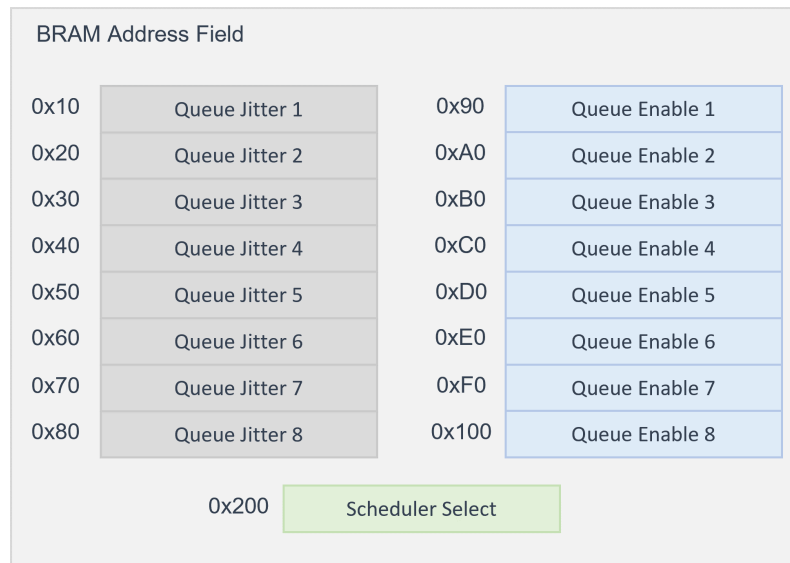 BRAM Address Field
0x10 Queue Jitter 1
0x20 Queue Jitter 2
0x30 Queue Jitter 3
0x40 Queue Jitter 4
0x50 Queue Jitter 5
0x60 Queue Jitter 6
0x70 Queue Jitter 7
0x80 Queue Jitter 8
0x90 Queue Enable 1
0xA0 Queue Enable 2
0xB0 Queue Enable 3
0xC0 Queue Enable 4
0xD0 Queue Enable 5
0xE0 Queue Enable 6
0xF0 Queue Enable 7
0x100 Queue Enable 8
0x200 Scheduler Select